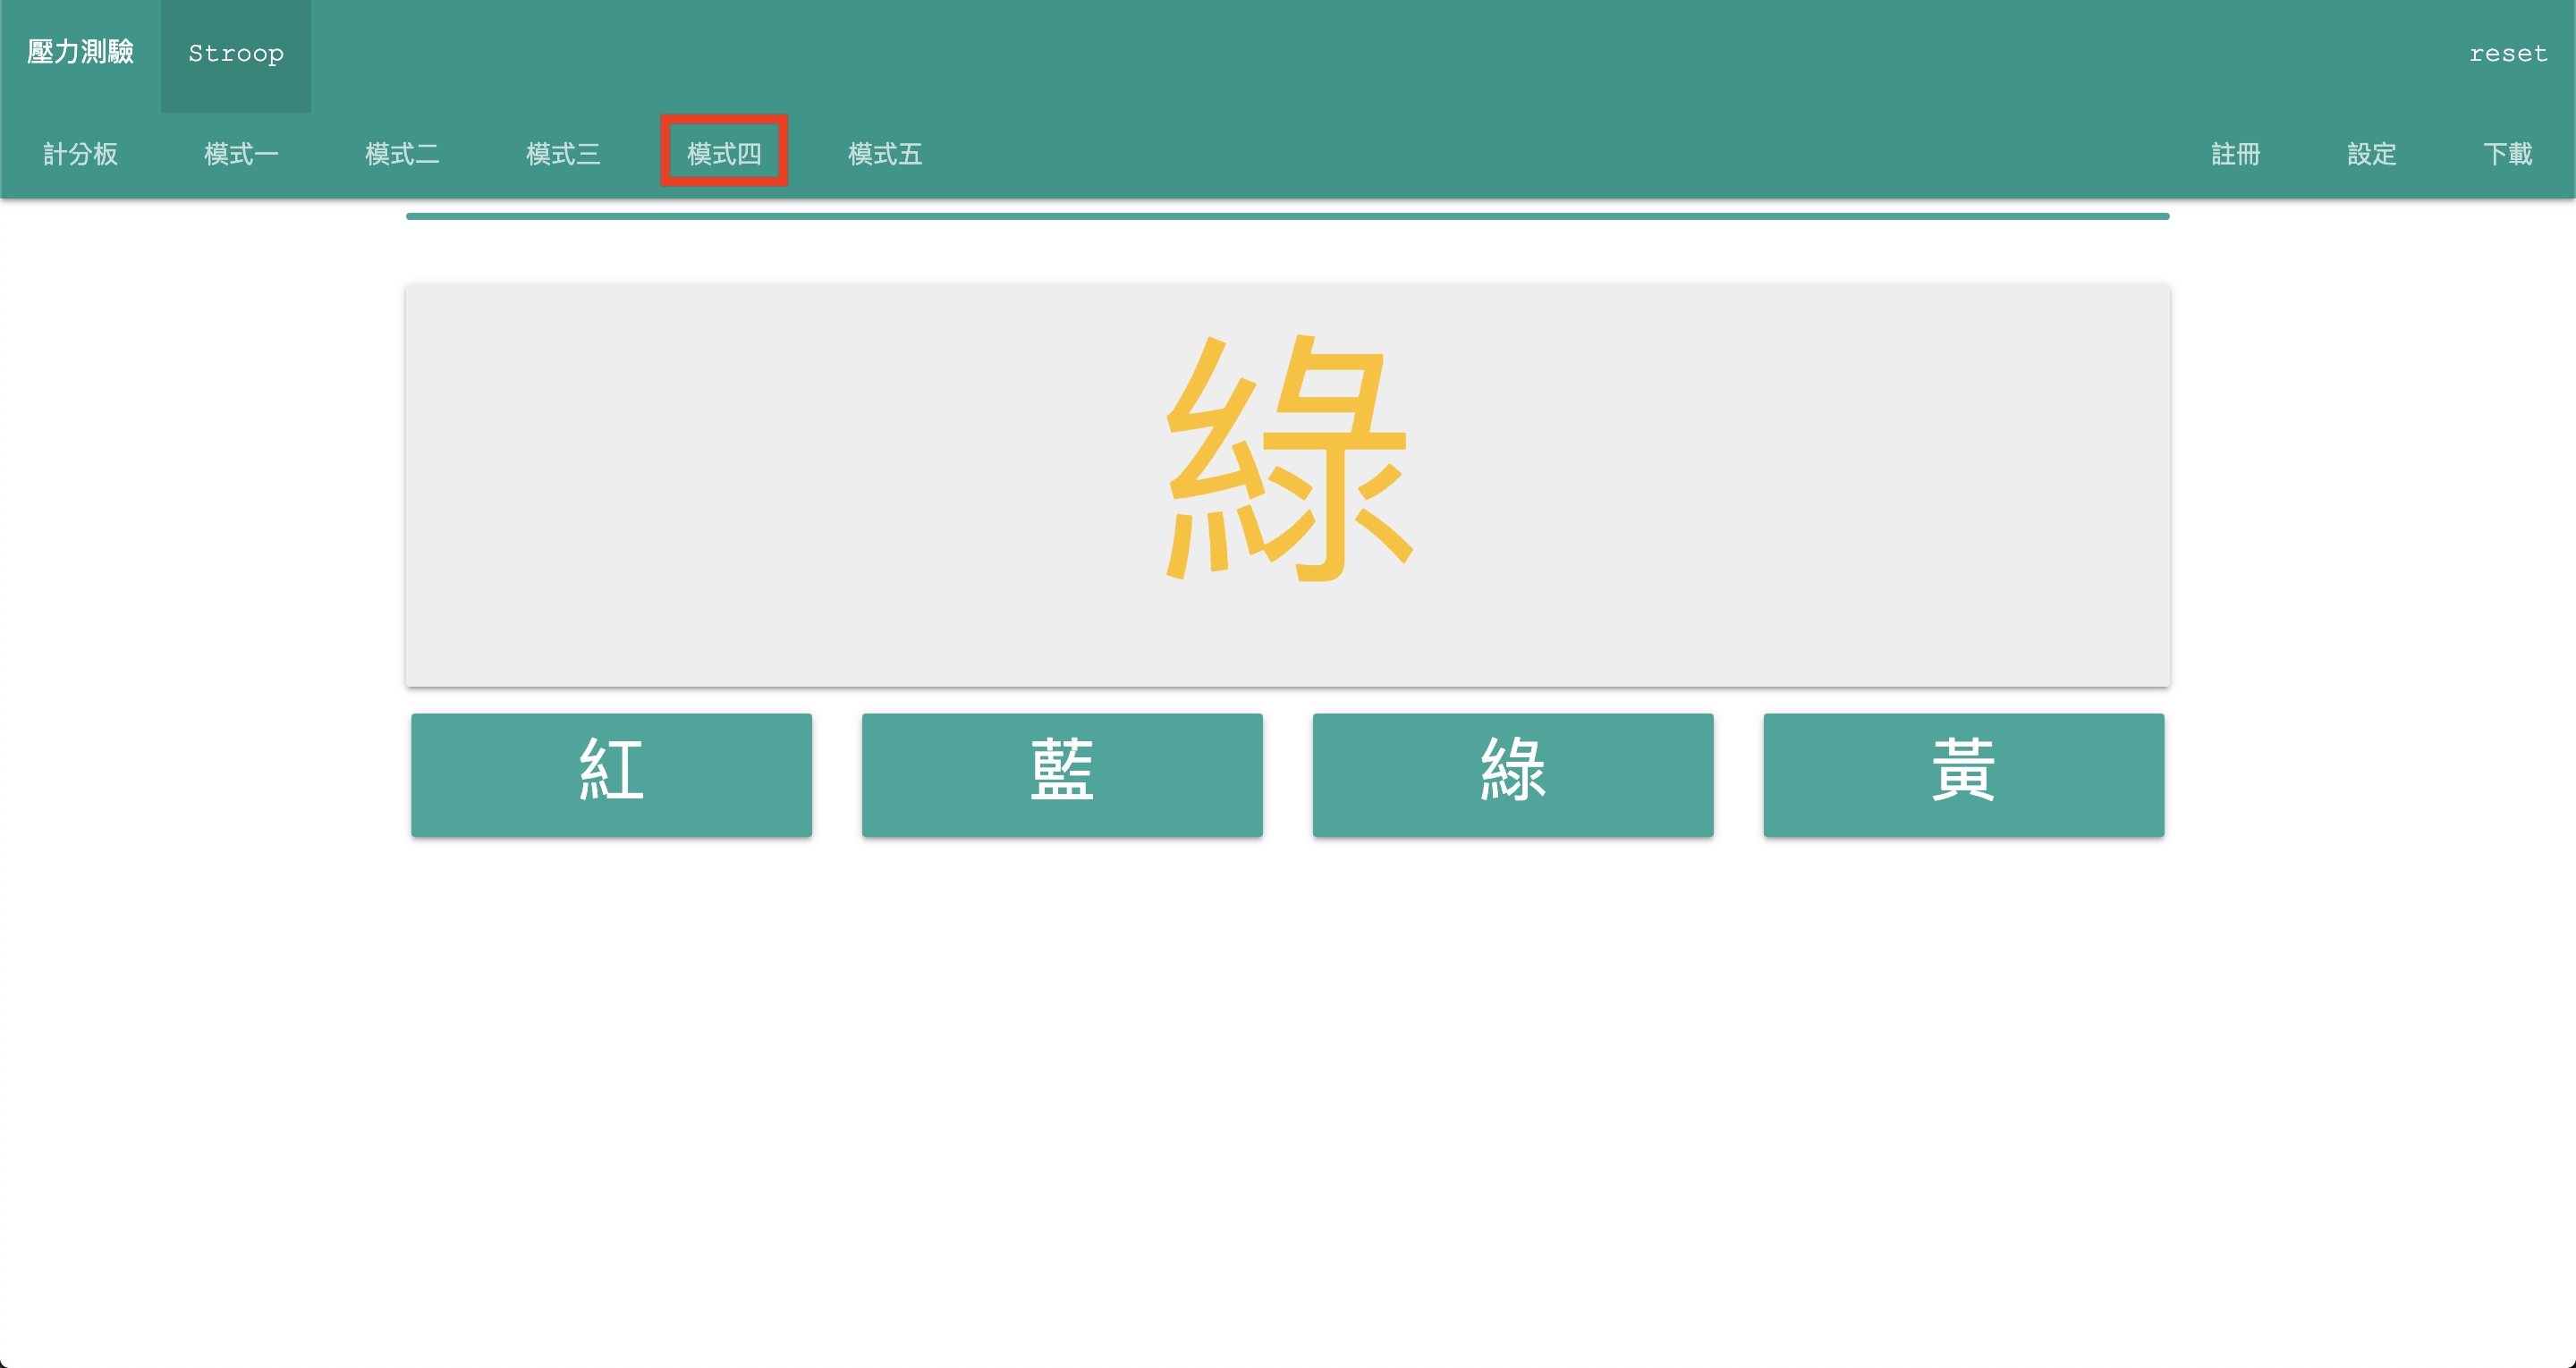 壓力測驗 Stroop reset
計分板 模式一 模式二 模式三 模式四 模式五 註冊 設定 下載
綠
紅 藍 綠 黃